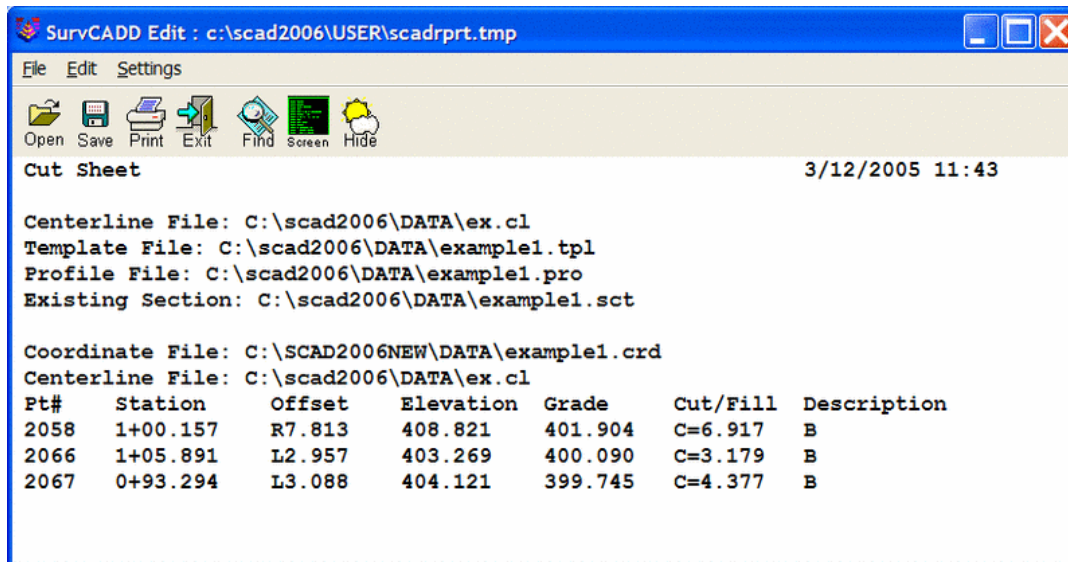 SurvCADD Edit : c:\scad2006\USER\scadrprt.tmp
File Edit Settings
Open Save Print Exit Find Screen Hide
Cut Sheet 3/12/2005 11:43
Centerline File: C:\scad2006\DATA\ex.cl
Template File: C:\scad2006\DATA\example1.tpl
Profile File: C:\scad2006\DATA\example1.pro
Existing Section: C:\scad2006\DATA\example1.sct
Coordinate File: C:\SCAD2006NEW\DATA\example1.crd
Centerline File: C:\scad2006\DATA\ex.cl
Pt# Station Offset Elevation Grade Cut/Fill Description
2058 1+00.157 R7.813 408.821 401.904 C=6.917 B
2066 1+05.891 L2.957 403.269 400.090 C=3.179 B
2067 0+93.294 L3.088 404.121 399.745 C=4.377 B